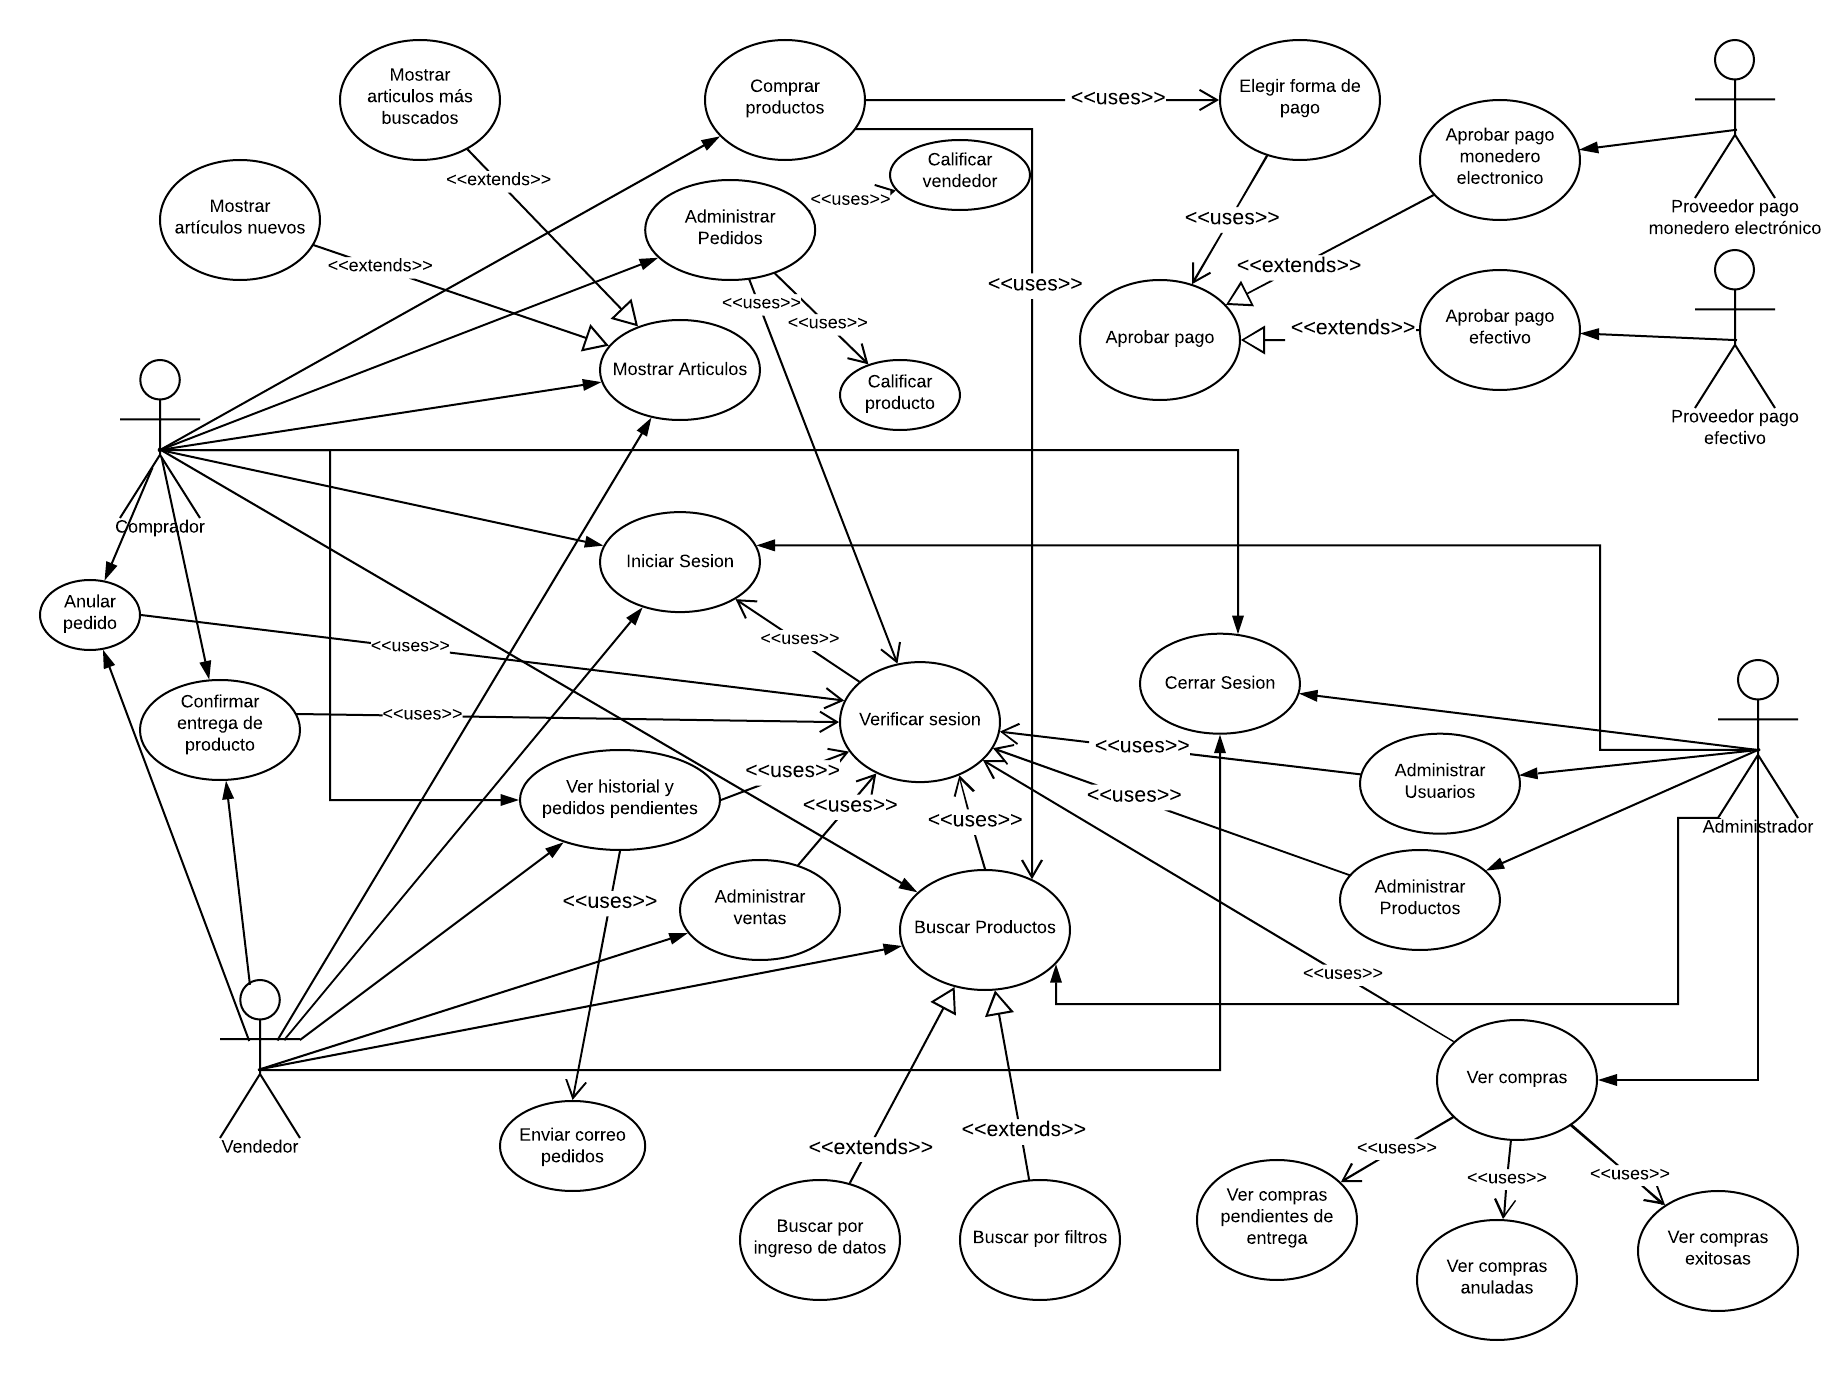 Mostrar
articulos más
buscados
Comprar
productos
<<uses>>
Elegir forma de
pago
Aprobar pago
monedero
electronico
Proveedor pago
monedero electrónico
Mostrar
artículos nuevos
<<extends>>
Administrar
Pedidos
<<uses>>
Calificar
vendedor
<<uses>>
<<extends>>
<<extends>>
<<uses>>
<<uses>>
<<uses>>
Calificar
producto
Mostrar Articulos
Aprobar pago
<<extends>>
Aprobar pago
efectivo
Proveedor pago
efectivo
Comprador
Iniciar Sesion
Anular
pedido
<<uses>>
<<uses>>
Confirmar
entrega de
producto
<<uses>>
Verificar sesion
Cerrar Sesion
<<uses>>
Administrar
Usuarios
Administrador
Ver historial y
pedidos pendientes
<<uses>>
<<uses>>
<<uses>>
<<uses>>
Administrar
Productos
<<uses>>
Administrar
ventas
Buscar Productos
<<uses>>
Ver compras
Vendedor
Enviar correo
pedidos
<<extends>>
<<extends>>
<<uses>>
<<uses>>
<<uses>>
Buscar por
ingreso de datos
Buscar por filtros
Ver compras
pendientes de
entrega
Ver compras
anuladas
Ver compras
exitosas